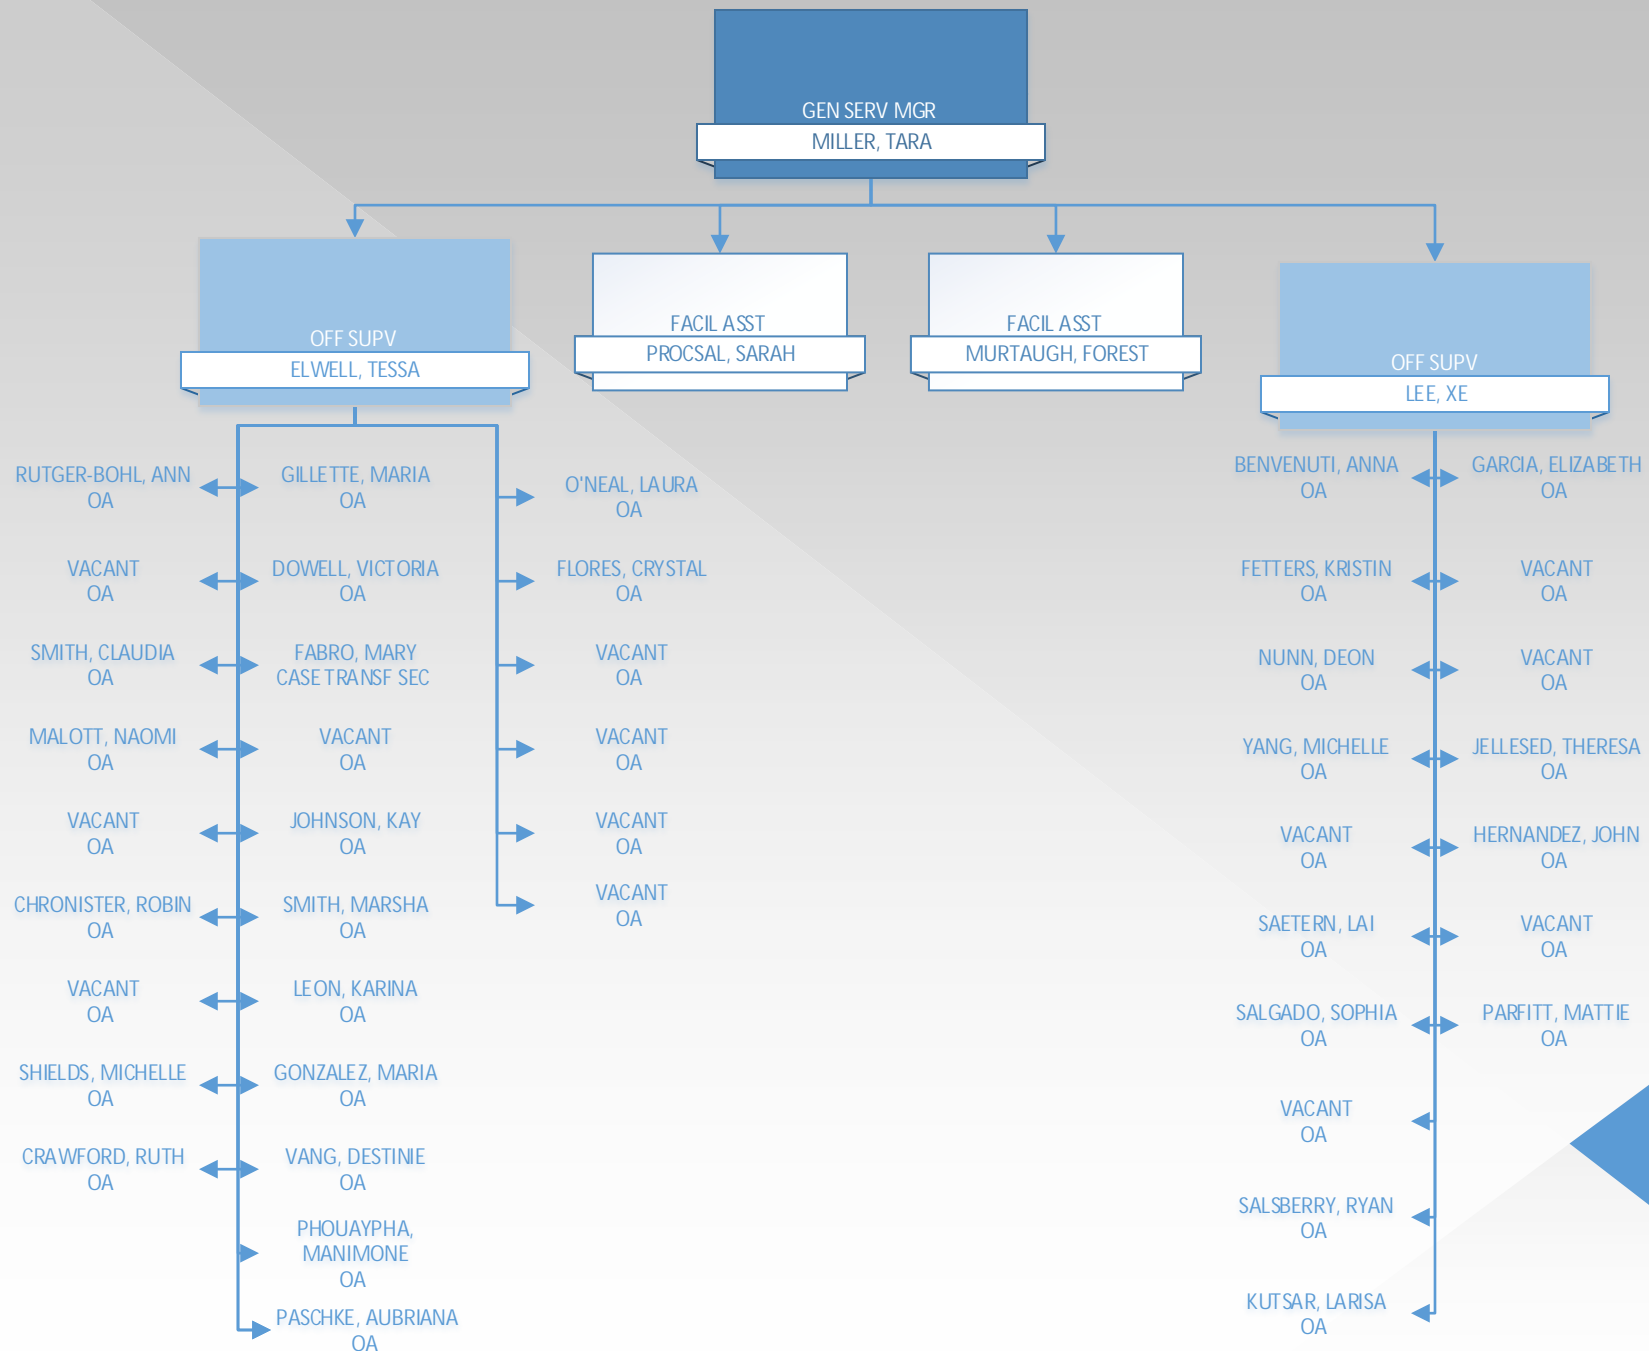 GEN SERV MGR
MILLER, TARA
OFF SUPV
ELWELL, TESSA
FACIL ASST
PROCSAL, SARAH
FACIL ASST
MURTAUGH, FOREST
OFF SUPV
LEE, XE
RUTGER-BOHL, ANN
OA
VACANT
OA
SMITH, CLAUDIA
OA
MALOTT, NAOMI
OA
VACANT
OA
CHRONISTER, ROBIN
OA
VACANT
OA
SHIELDS, MICHELLE
OA
CRAWFORD, RUTH
OA
GILLETTE, MARIA
OA
DOWELL, VICTORIA
OA
FABRO, MARY
CASE TRANSF SEC
VACANT
OA
JOHNSON, KAY
OA
SMITH, MARSHA
OA
LEON, KARINA
OA
GONZALEZ, MARIA
OA
VANG, DESTINIE
OA
PHOUAYPHA,
MANIMONE
OA
PASCHKE, AUBRIANA
OA
O'NEAL, LAURA
OA
FLORES, CRYSTAL
OA
VACANT
OA
VACANT
OA
VACANT
OA
VACANT
OA
BENVENUTI, ANNA
OA
FETTERS, KRISTIN
OA
NUNN, DEON
OA
YANG, MICHELLE
OA
VACANT
OA
SAETERN, LAI
OA
SALGADO, SOPHIA
OA
VACANT
OA
SALSBERRY, RYAN
OA
KUTSAR, LARISA
OA
GARCIA, ELIZABETH
OA
VACANT
OA
VACANT
OA
JELLESED, THERESA
OA
HERNANDEZ, JOHN
OA
VACANT
OA
PARFITT, MATTIE
OA